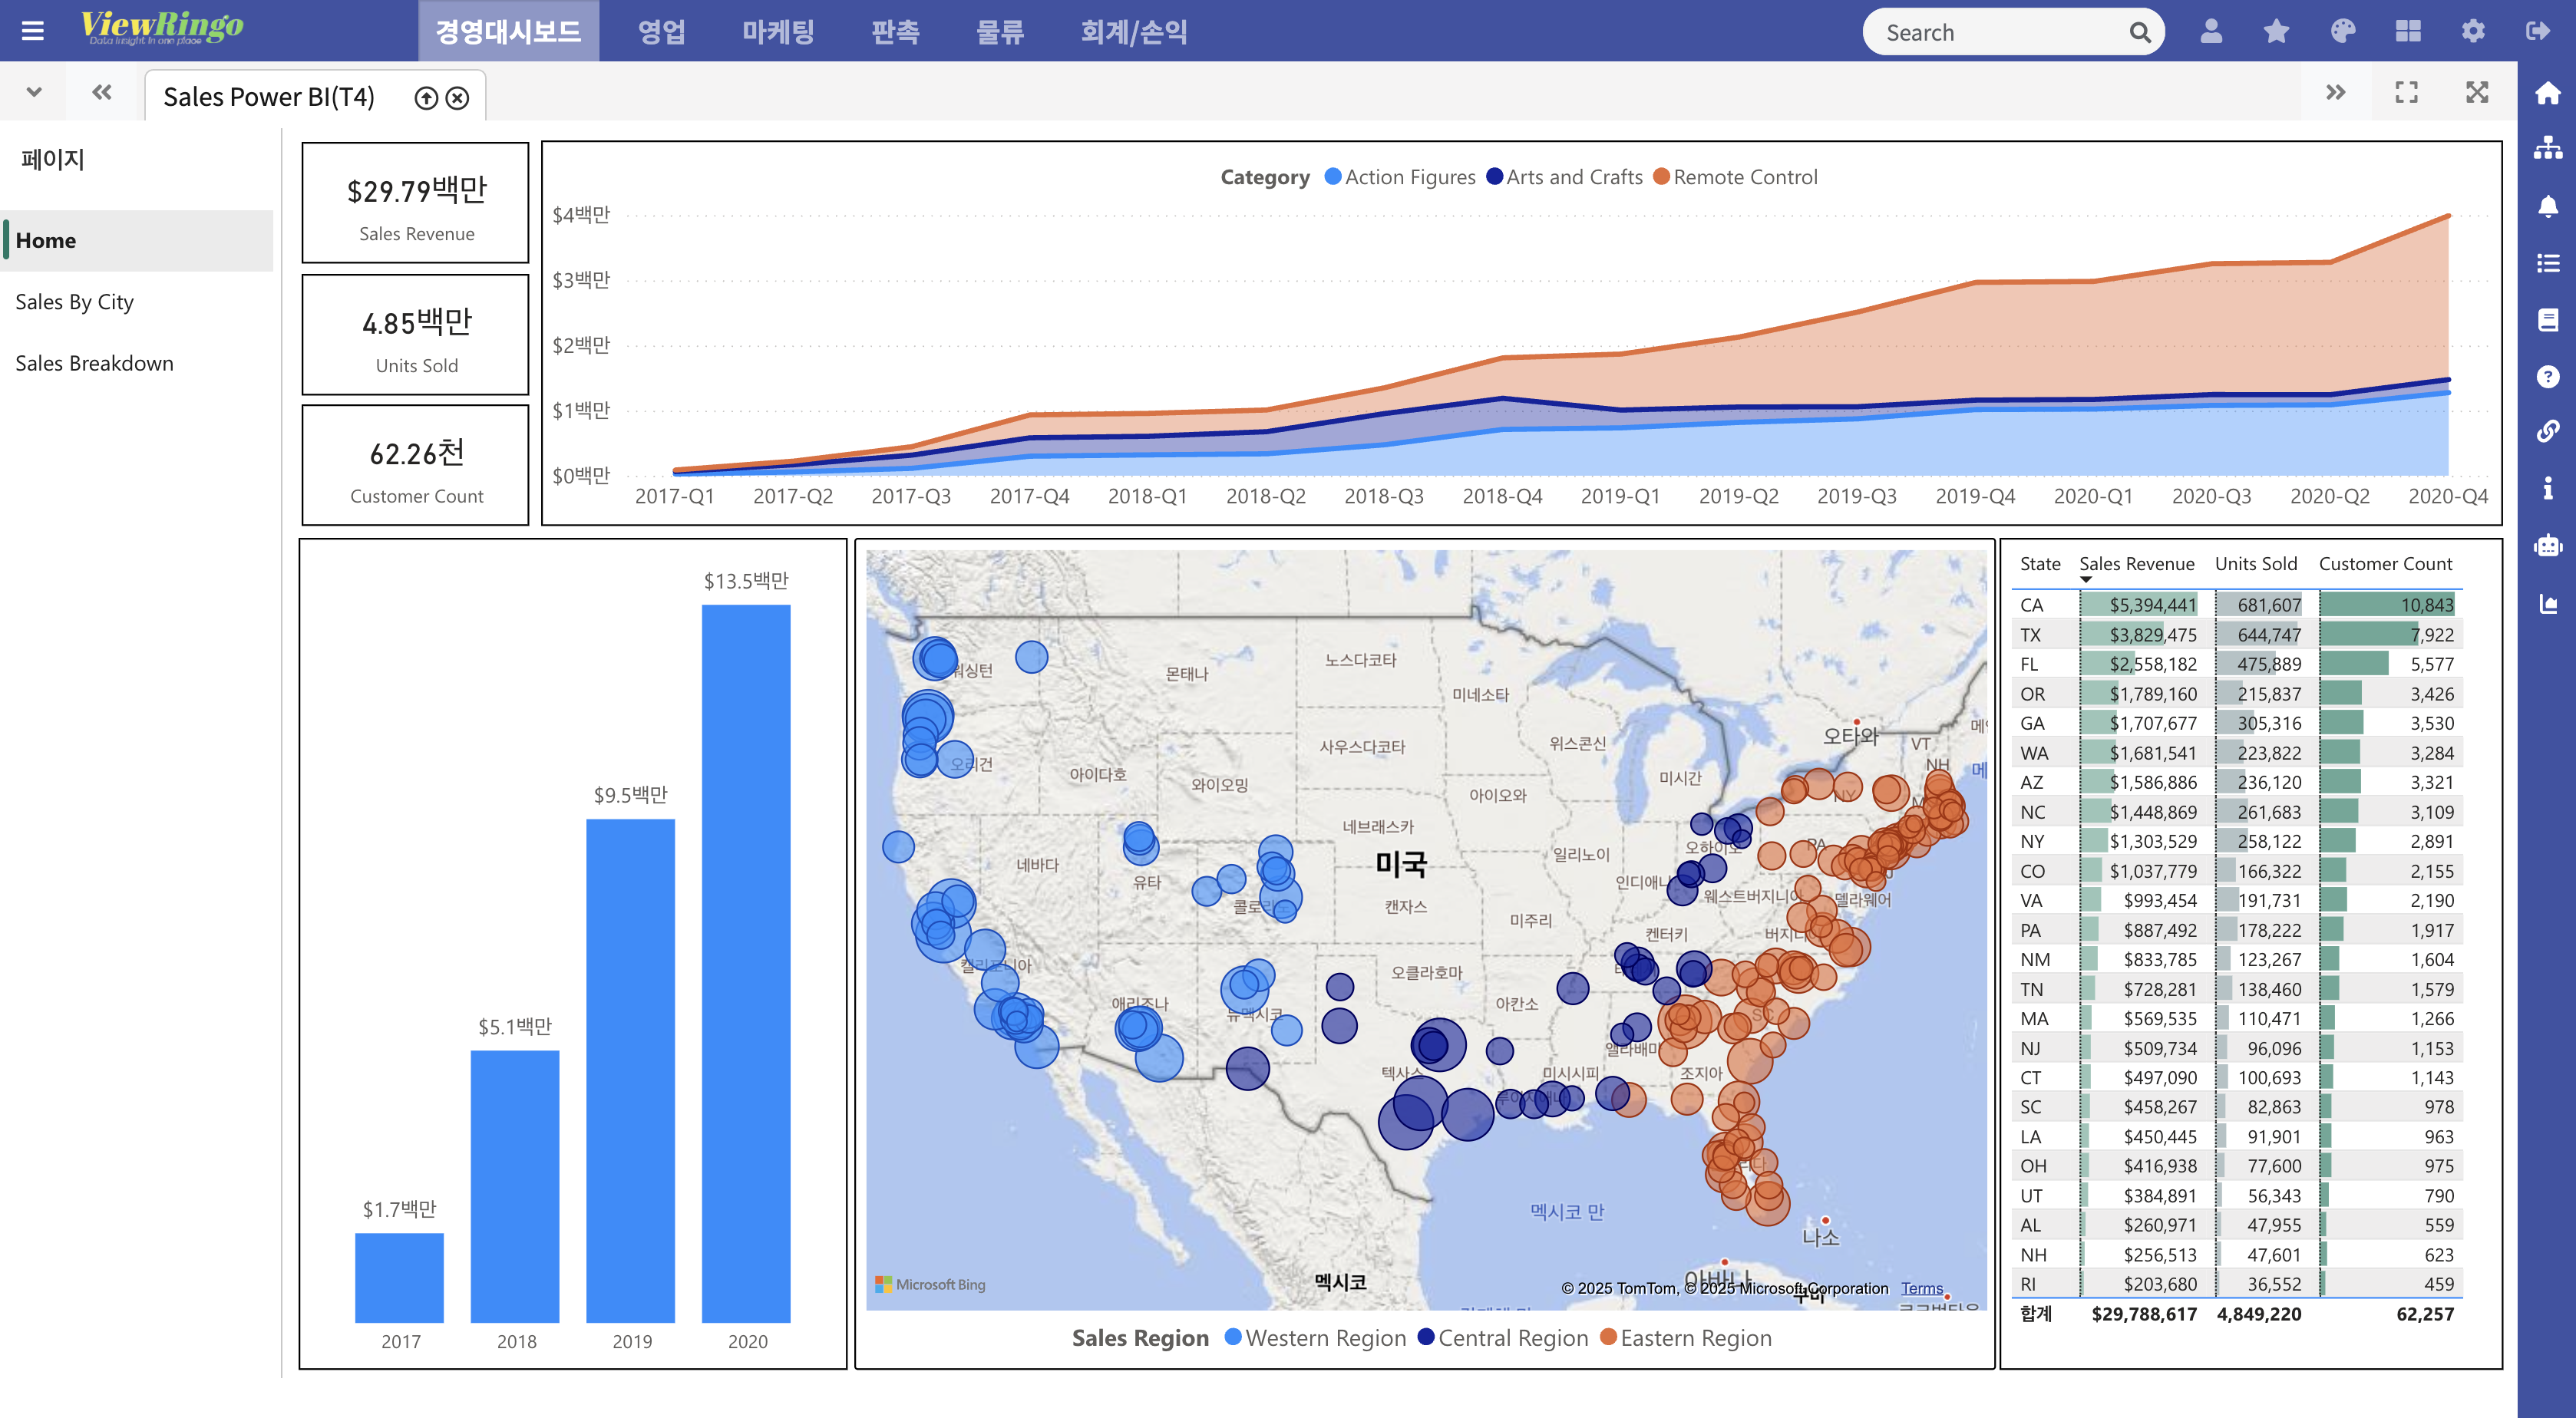 ViewRingo
Data Insight In one place
경영대시보드 영업 마케팅 판촉 물류 회계/손익
Search
Sales Power BI(T4)
페이지
Home
Sales By City
Sales Breakdown
$29.79백만
Sales Revenue
4.85백만
Units Sold
62.26천
Customer Count
Category Action Figures Arts and Crafts Remote Control
$4백만
$3백만
$2백만
$1백만
$0백만
2017-Q1 2017-Q2 2017-Q3 2017-Q4 2018-Q1 2018-Q2 2018-Q3 2018-Q4 2019-Q1 2019-Q2 2019-Q3 2019-Q4 2020-Q1 2020-Q3 2020-Q2 2020-Q4
$13.5백만
$9.5백만
$5.1백만
$1.7백만
2017 2018 2019 2020
워싱턴
몬태나
노스다코타
미네소타
오타와
VT
NH
오리건
아이다호
와이오밍
사우스다코타
위스콘신
미시간
아이오와
NY
네브래스카
네바다
유타
미국
일리노이
오하이오
PA
인디애나
웨스트버지니아
델라웨어
콜로라도
캔자스
미주리
켄터키
캘리포니아
오클라호마
애리조나
뉴멕시코
아칸소
SC
앨라배마
텍사스
미시시피
조지아
멕시코 만
나소
아바나
멕시코
쿠바
Microsoft Bing
© 2025 TomTom, © 2025 Microsoft Corporation Terms
Sales Region Western Region Central Region Eastern Region
State Sales Revenue Units Sold Customer Count
CA $5,394,441 681,607 10,843
TX $3,829,475 644,747 7,922
FL $2,558,182 475,889 5,577
OR $1,789,160 215,837 3,426
GA $1,707,677 305,316 3,530
WA $1,681,541 223,822 3,284
AZ $1,586,886 236,120 3,321
NC $1,448,869 261,683 3,109
NY $1,303,529 258,122 2,891
CO $1,037,779 166,322 2,155
VA $993,454 191,731 2,190
PA $887,492 178,222 1,917
NM $833,785 123,267 1,604
TN $728,281 138,460 1,579
MA $569,535 110,471 1,266
NJ $509,734 96,096 1,153
CT $497,090 100,693 1,143
SC $458,267 82,863 978
LA $450,445 91,901 963
OH $416,938 77,600 975
UT $384,891 56,343 790
AL $260,971 47,955 559
NH $256,513 47,601 623
RI $203,680 36,552 459
합계 $29,788,617 4,849,220 62,257